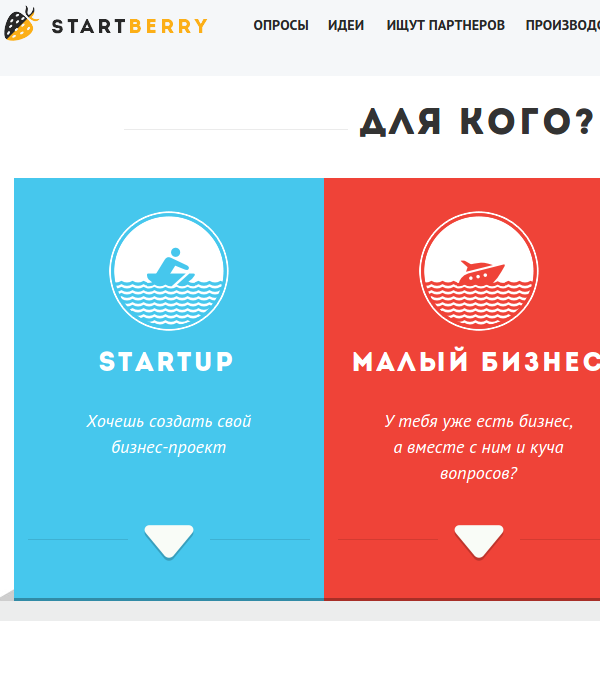 STARTBERRY
ОПРОСЫ ИДЕИ ИЩУТ ПАРТНЕРОВ
ДЛЯ КОГО?
STARTUP
Хочешь создать свой
бизнес-проект
МАЛЫЙ БИЗНЕС
У тебя уже есть бизнес,
а вместе с ним и куча
вопросов?